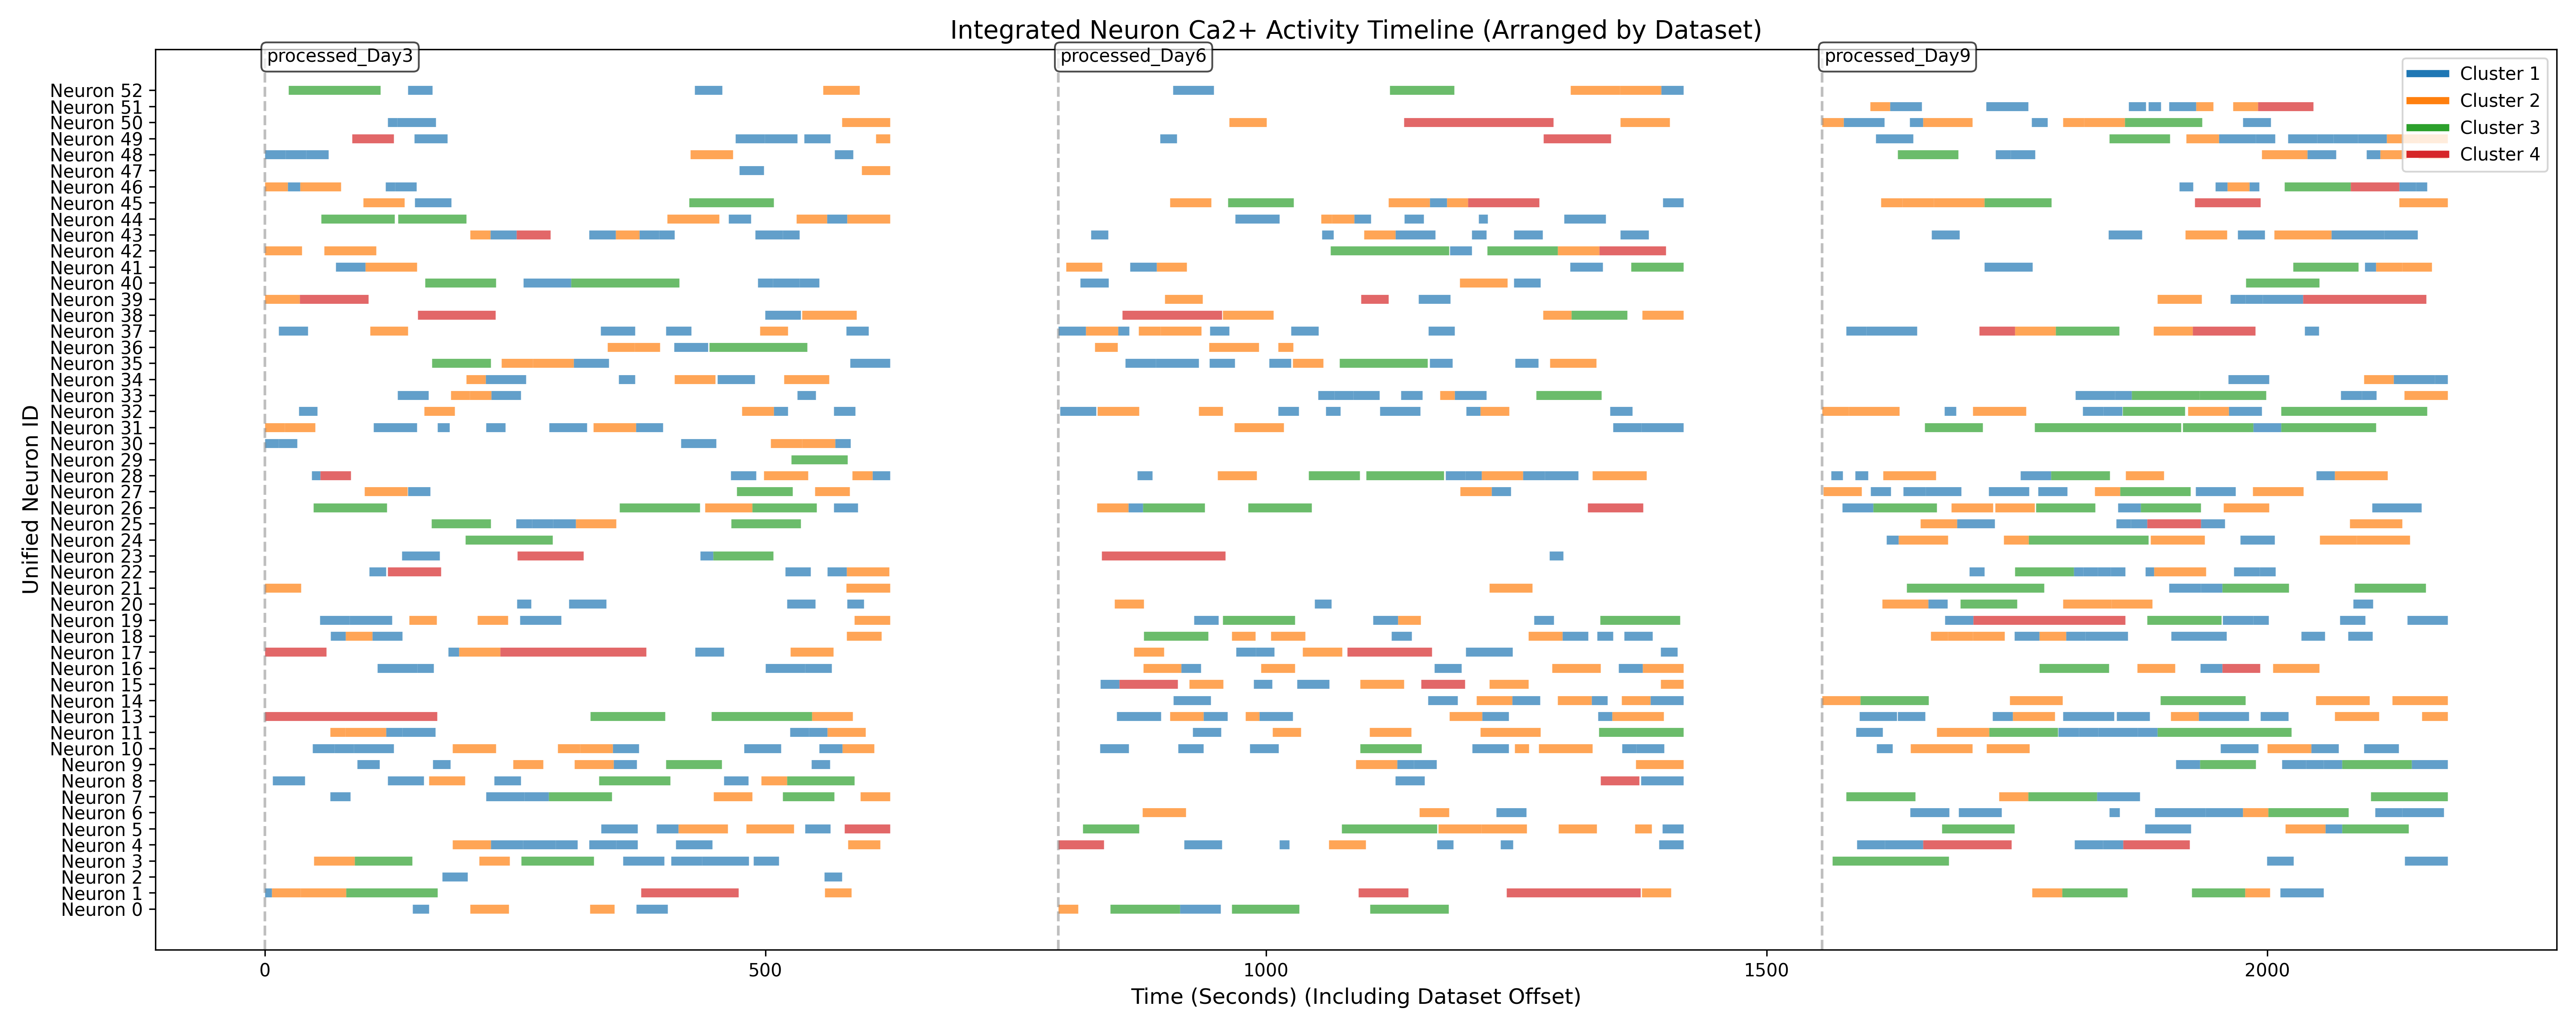 Integrated Neuron Ca2+ Activity Timeline (Arranged by Dataset)
processed_Day3
processed_Day6
processed_Day9
Cluster 1
Cluster 2
Cluster 3
Cluster 4
Unified Neuron ID
Neuron 52
Neuron 51
Neuron 50
Neuron 49
Neuron 48
Neuron 47
Neuron 46
Neuron 45
Neuron 44
Neuron 43
Neuron 42
Neuron 41
Neuron 40
Neuron 39
Neuron 38
Neuron 37
Neuron 36
Neuron 35
Neuron 34
Neuron 33
Neuron 32
Neuron 31
Neuron 30
Neuron 29
Neuron 28
Neuron 27
Neuron 26
Neuron 25
Neuron 24
Neuron 23
Neuron 22
Neuron 21
Neuron 20
Neuron 19
Neuron 18
Neuron 17
Neuron 16
Neuron 15
Neuron 14
Neuron 13
Neuron 11
Neuron 10
Neuron 9
Neuron 8
Neuron 7
Neuron 6
Neuron 5
Neuron 4
Neuron 3
Neuron 2
Neuron 1
Neuron 0
0
500
1000
1500
2000
Time (Seconds) (Including Dataset Offset)